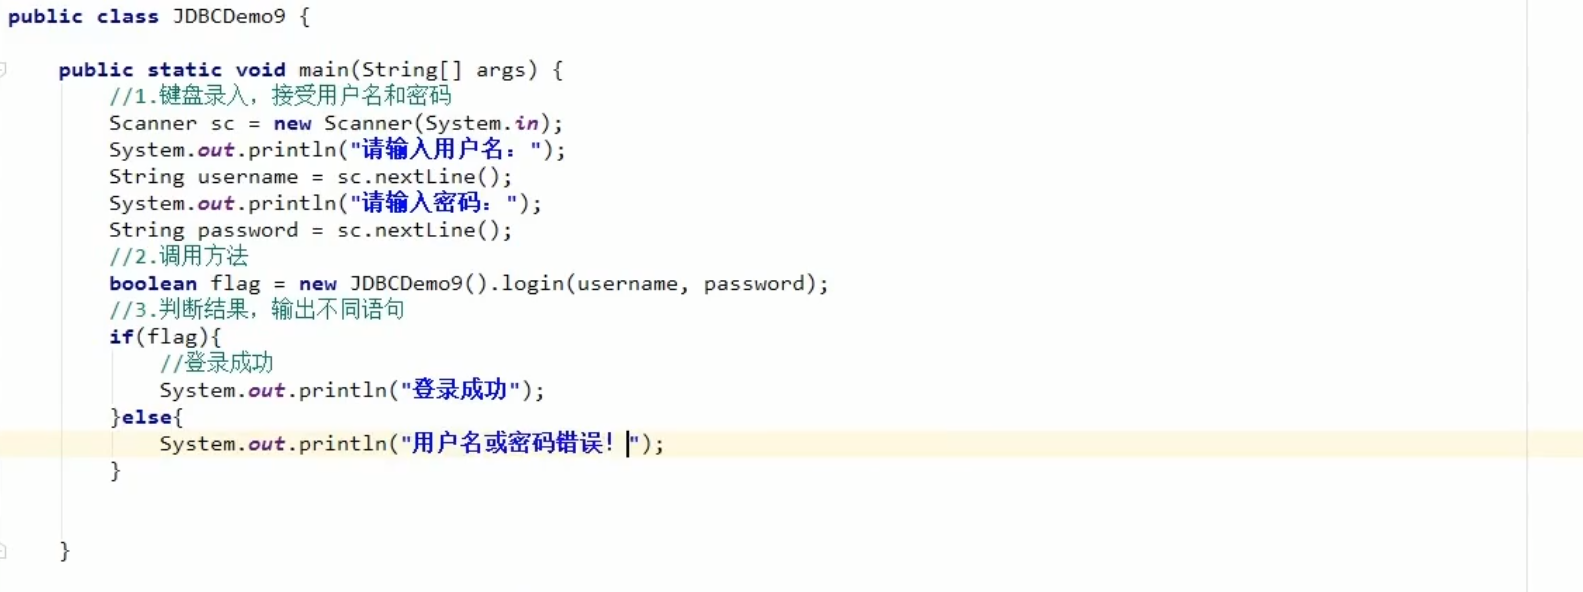 public class JDBCDemo9 {
public static void main(String[] args) {
//1.键盘录入，接受用户名和密码
Scanner sc = new Scanner(System.in);
System.out.println("请输入用户名：");
String username = sc.nextLine();
System.out.println("请输入密码：");
String password = sc.nextLine();
//2.调用方法
boolean flag = new JDBCDemo9().login(username, password);
//3.判断结果，输出不同语句
if(flag){
//登录成功
System.out.println("登录成功");
}else{
System.out.println("用户名或密码错误！");
}
}